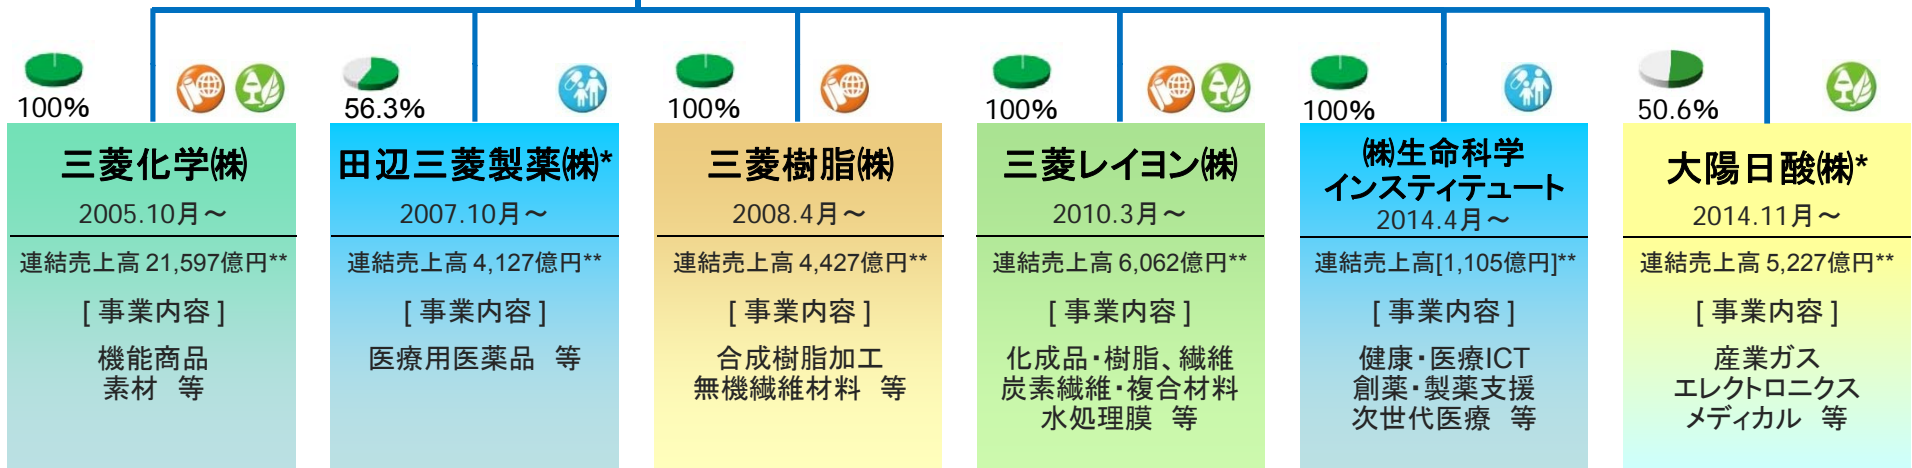 100%
三菱化学㈱
2005.10月～
連結売上高 21,597億円**
[ 事業内容 ]
機能商品
素材　等
56.3%
田辺三菱製薬㈱*
2007.10月～
連結売上高 4,127億円**
[ 事業内容 ]
医療用医薬品　等
100%
三菱樹脂㈱
2008.4月～
連結売上高 4,427億円**
[ 事業内容 ]
合成樹脂加工
無機繊維材料　等
100%
三菱レイヨン㈱
2010.3月～
連結売上高 6,062億円**
[ 事業内容 ]
化成品・樹脂、繊維
炭素繊維・複合材料
水処理膜　等
100%
㈱生命科学
インスティテュート
2014.4月～
連結売上高[1,105億円]**
[ 事業内容 ]
健康・医療ICT
創薬・製薬支援
次世代医療　等
50.6%
大陽日酸㈱*
2014.11月～
連結売上高 5,227億円**
[ 事業内容 ]
産業ガス
エレクトロニクス
メディカル　等